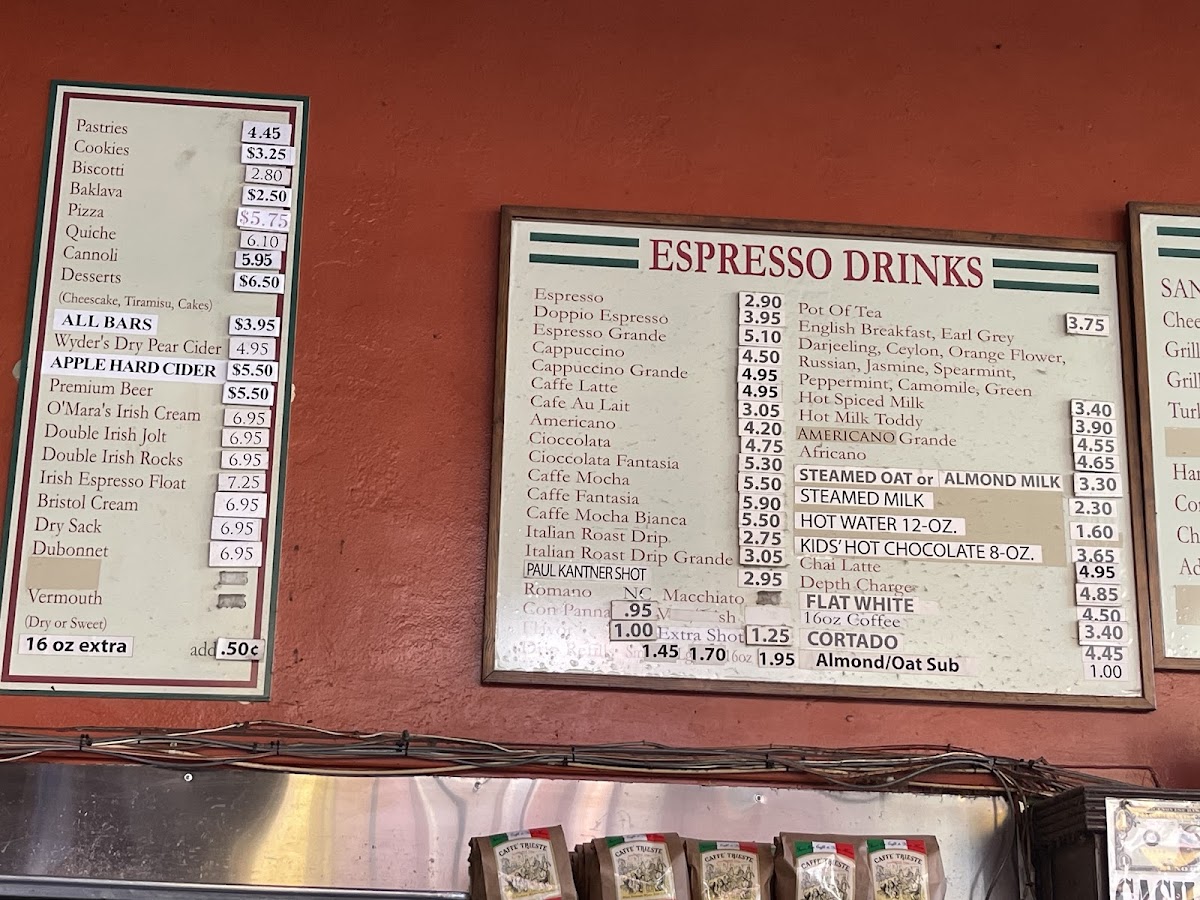 Pastries 4.45
Cookies $3.25
Biscotti 2.80
Baklava $2.50
Pizza $5.75
Quiche 6.10
Cannoli 5.95
Desserts $6.50
(Cheescake, Tiramisu, Cakes)
ALL BARS $3.95
Wyder's Dry Pear Cider 4.95
APPLE HARD CIDER $5.50
Premium Beer $5.50
O'Mara's Irish Cream 6.95
Double Irish Jolt 6.95
Double Irish Rocks 6.95
Irish Espresso Float 7.25
Bristol Cream 6.95
Dry Sack 6.95
Dubonnet 6.95
Vermouth
(Dry or Sweet)
16 oz extra add .50¢
ESPRESSO DRINKS
Espresso 2.90
Doppio Espresso 3.95
Espresso Grande 5.10
Cappuccino 4.50
Cappuccino Grande 4.95
Caffe Latte 4.95
Cafe Au Lait 3.05
Americano 4.20
Cioccolata 4.75
Cioccolata Fantasia 5.30
Caffe Mocha 5.50
Caffe Fantasia 5.90
Caffe Mocha Bianca 5.50
Italian Roast Drip 2.75
Italian Roast Drip Grande 3.05
PAUL KANTNER SHOT 2.95
Romano NC Macchiato
Con Panna .95
1.00 Extra Shot 1.25
1.45 1.70 16oz 1.95
Pot Of Tea
English Breakfast, Earl Grey 3.75
Darjeeling, Ceylon, Orange Flower,
Russian, Jasmine, Spearmint,
Peppermint, Camomile, Green
Hot Spiced Milk 3.40
Hot Milk Toddy 3.90
AMERICANO Grande 4.55
Africano 4.65
STEAMED OAT or ALMOND MILK 3.30
STEAMED MILK 2.30
HOT WATER 12-OZ. 1.60
KIDS' HOT CHOCOLATE 8-OZ. 3.65
Chai Latte 4.95
Depth Charge 4.85
FLAT WHITE 4.50
16oz Coffee 3.40
CORTADO 4.45
Almond/Oat Sub 1.00
CAFFE TRIESTE
CAFFE TRIESTE
CAFFE TRIESTE
CAFFE TRIESTE
CAFFE TRIESTE